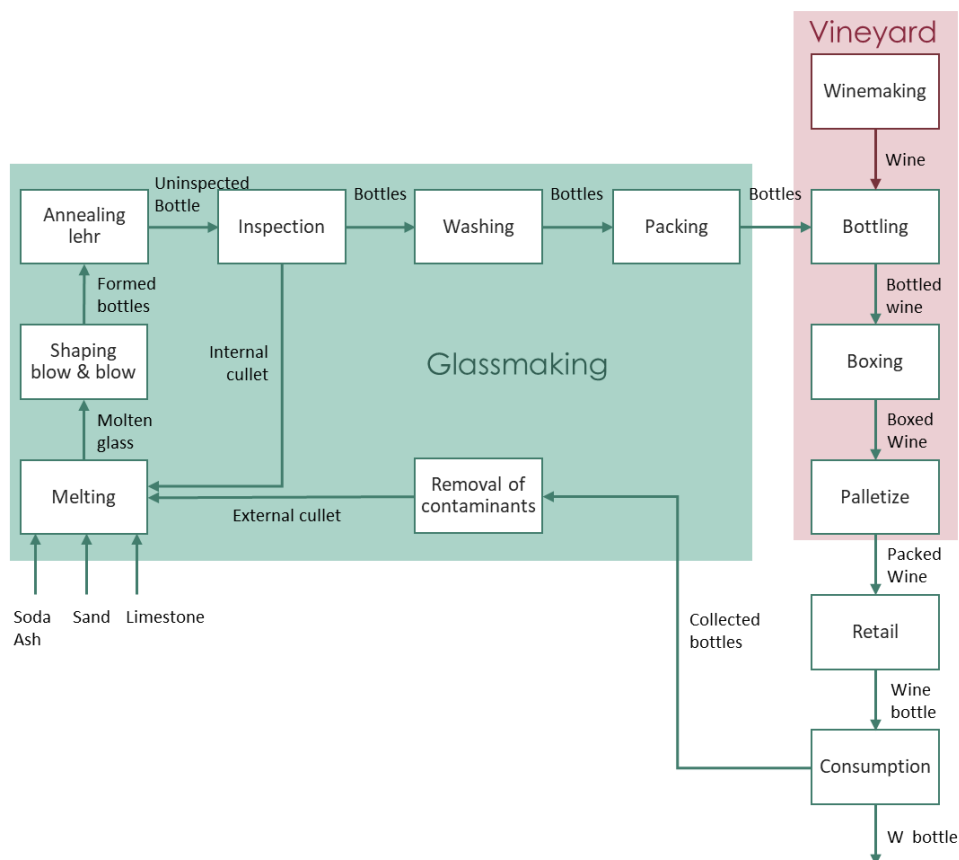 Vineyard
Winemaking
Wine
Uninspected
Bottle
Bottles
Bottles
Bottles
Annealing
lehr
Inspection
Washing
Packing
Bottling
Formed
bottles
Bottled
wine
Shaping
blow & blow
Internal
cullet
Glassmaking
Boxing
Molten
glass
Boxed
Wine
Melting
Removal of
contaminants
Palletize
External cullet
Packed
Wine
Soda
Ash
Sand
Limestone
Collected
bottles
Retail
Wine
bottle
Consumption
W bottle